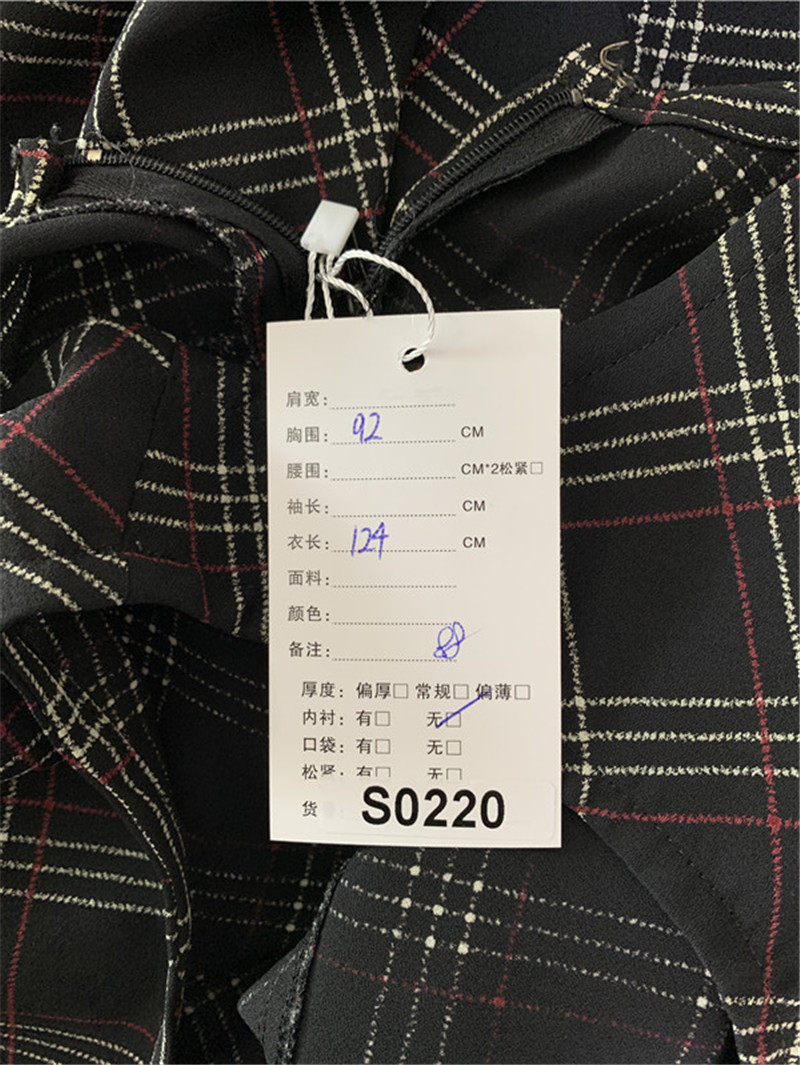 肩宽:
胸围: 92 CM
腰围: CM*2松紧□
袖长: CM
衣长: 124 CM
面料:
颜色:
备注: 88
厚度: 偏厚□ 常规□ 偏薄□
内衬: 有□ 无□
口袋: 有□ 无□
松紧: 有□ 无□
货 S0220